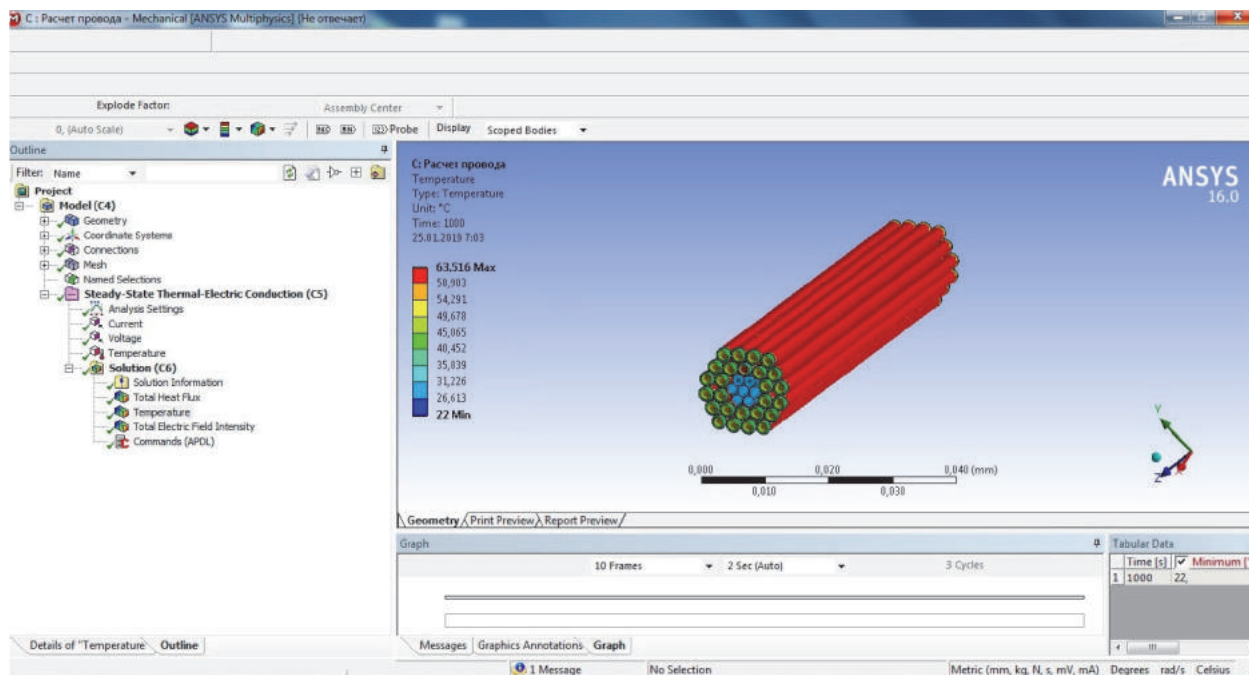 C : Расчет провода - Mechanical [ANSYS Multiphysics] (Не отвечает)
Explode Factor: Assembly Center
0, (Auto Scale) Probe Display Scoped Bodies
Outline
Filter: Name
Project
Model (C4)
Geometry
Coordinate Systems
Connections
Mesh
Named Selections
Steady-State Thermal-Electric Conduction (C5)
Analysis Settings
Current
Voltage
Temperature
Solution (C6)
Solution Information
Total Heat Flux
Temperature
Total Electric Field Intensity
Commands (APDL)
C: Расчет провода
Temperature
Type: Temperature
Unit: °C
Time: 1000
25.01.2019 7:03
63,516 Max
58,903
54,291
49,678
45,065
40,452
35,839
31,226
26,613
22 Min
ANSYS
16.0
Y
Z
X
0,000 0,020 0,040 (mm)
0,010 0,030
Geometry Print Preview Report Preview
Graph
10 Frames 2 Sec (Auto) 3 Cycles
Tabular Data
Time [s] Minimum [
1 1000 22,
Details of "Temperature" Outline
Messages Graphics Annotations Graph
1 Message No Selection Metric (mm, kg, N, s, mV, mA) Degrees rad/s Celsius